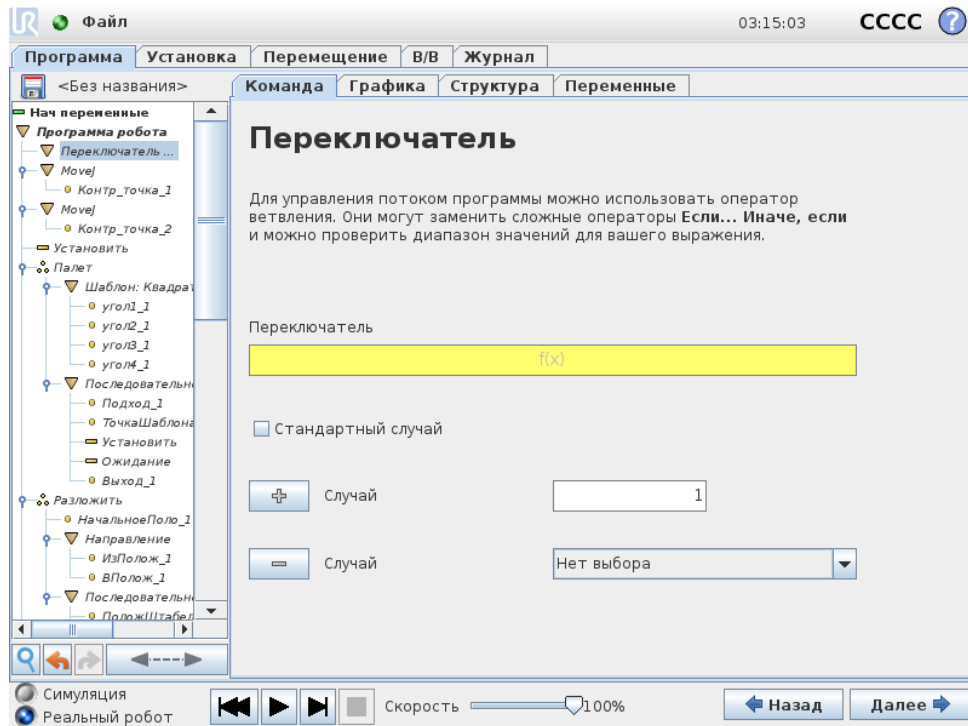 UR Файл 03:15:03 CCCC ?
Программа Установка Перемещение В/В Журнал
<Без названия>
Команда Графика Структура Переменные
Нач переменные
Программа робота
Переключатель ...
MoveJ
Контр_точка_1
MoveJ
Контр_точка_2
Установить
Палет
Шаблон: Квадрат
угол1_1
угол2_1
угол3_1
угол4_1
Последовательн
Подход_1
ТочкаШаблона
Установить
Ожидание
Выход_1
Разложить
НачальноеПоло_1
Направление
ИзПолож_1
ВПолож_1
Последовательн
ПоложШтабел
Переключатель
Для управления потоком программы можно использовать оператор
ветвления. Они могут заменить сложные операторы Если... Иначе, если
и можно проверить диапазон значений для вашего выражения.
Переключатель
f(x)
Стандартный случай
Случай 1
Случай Нет выбора
Симуляция
Реальный робот
Скорость 100%
Назад Далее